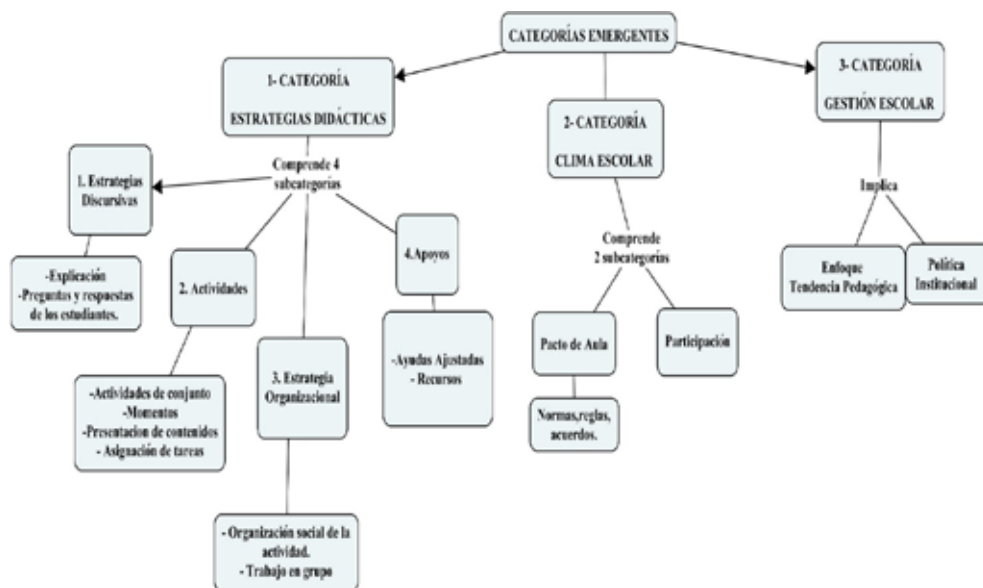 CATEGORÍAS EMERGENTES
1- CATEGORÍA
ESTRATEGIAS DIDÁCTICAS
Comprende 4
subcategorías
1. Estrategias
Discursivas
-Explicación
-Preguntas y respuestas
de los estudiantes.
2. Actividades
-Actividades de conjunto
-Momentos
-Presentacion de contenidos
- Asignación de tareas
3. Estrategia
Organizacional
- Organización social de la
actividad.
- Trabajo en grupo
4.Apoyos
-Ayudas Ajustadas
- Recursos
2- CATEGORÍA
CLIMA ESCOLAR
Comprende
2 subcategorías
Pacto de Aula
Normas,reglas,
acuerdos.
Participación
3- CATEGORÍA
GESTIÓN ESCOLAR
Implica
Enfoque
Tendencia Pedagógica
Política
Institucional